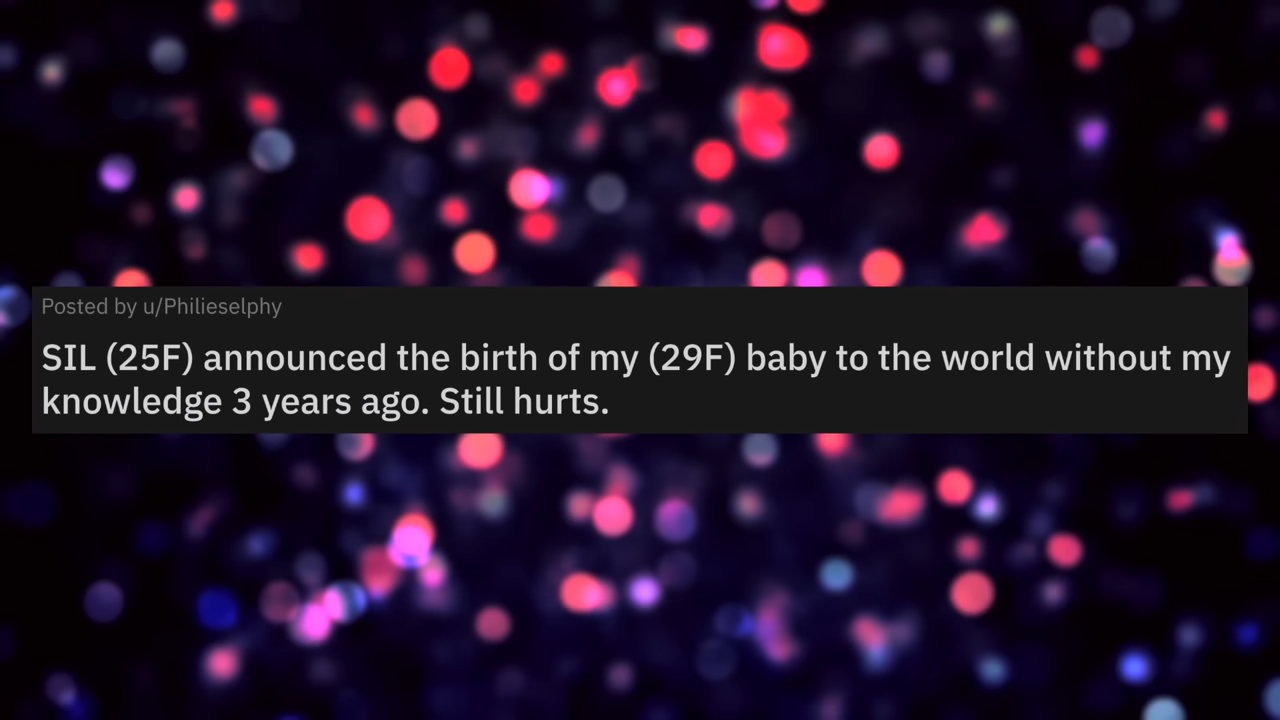 Posted by u/Philieselphy
SIL (25F) announced the birth of my (29F) baby to the world without my
knowledge 3 years ago. Still hurts.